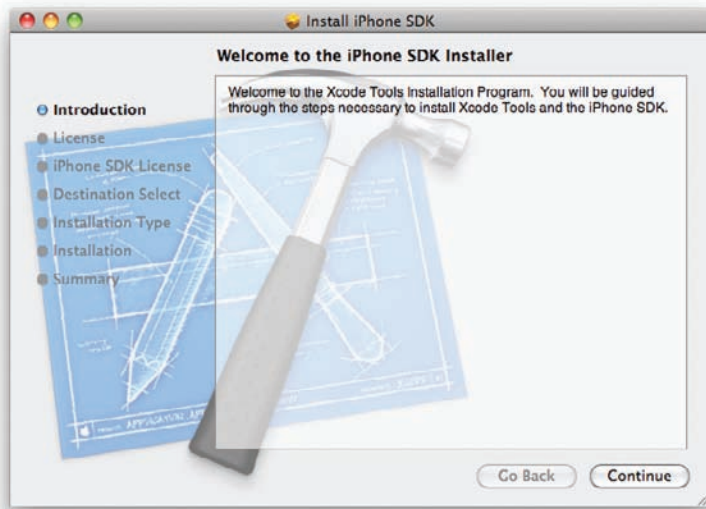 Install iPhone SDK
Welcome to the iPhone SDK Installer
Introduction
License
iPhone SDK License
Destination Select
Installation Type
Installation
Summary
Welcome to the Xcode Tools Installation Program. You will be guided
through the steps necessary to install Xcode Tools and the iPhone SDK.
Go Back
Continue